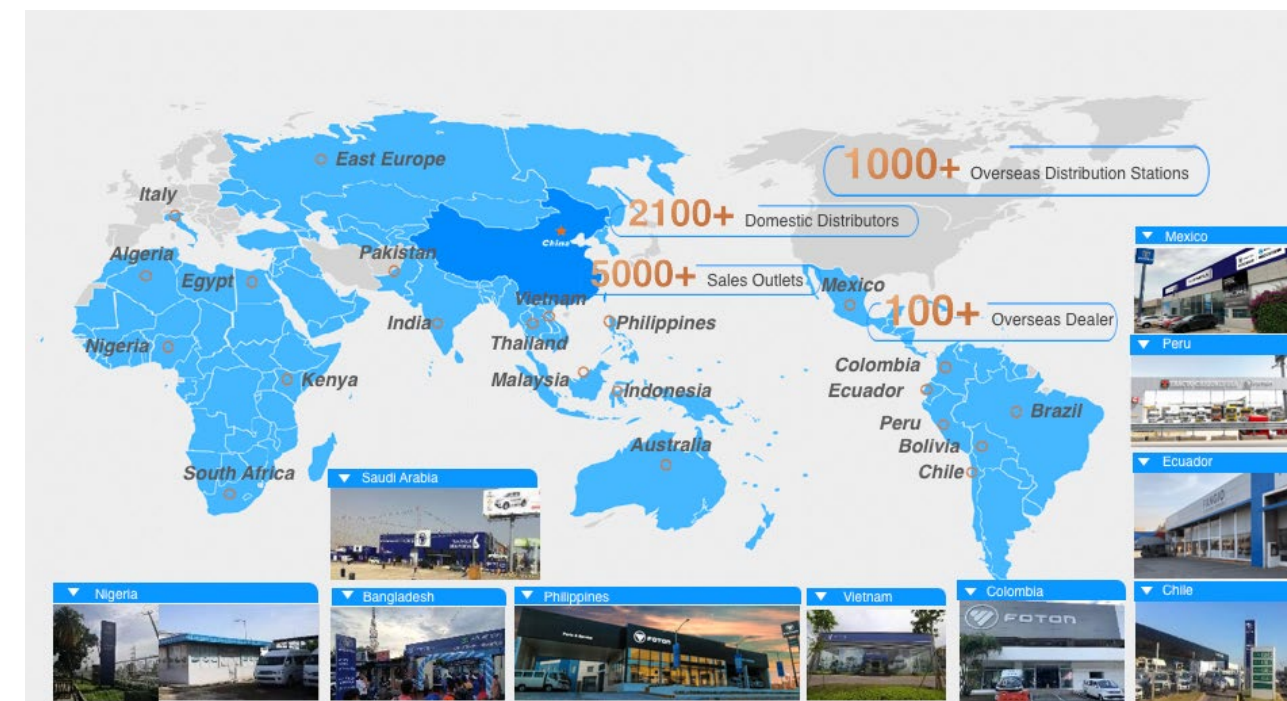 1000+ Overseas Distribution Stations
East Europe
Italy
2100+ Domestic Distributors
China
Mexico
Algeria
Pakistan
Egypt
5000+ Sales Outlets
Mexico
Vietnam
100+ Overseas Dealer
India
Philippines
Nigeria
Thailand
Peru
Colombia
Kenya
Malaysia
Indonesia
Ecuador
Brazil
Peru
Australia
Bolivia
South Africa
Chile
Ecuador
Saudi Arabia
Nigeria
Bangladesh
Philippines
Vietnam
Colombia
Chile
FOTON
FOTON